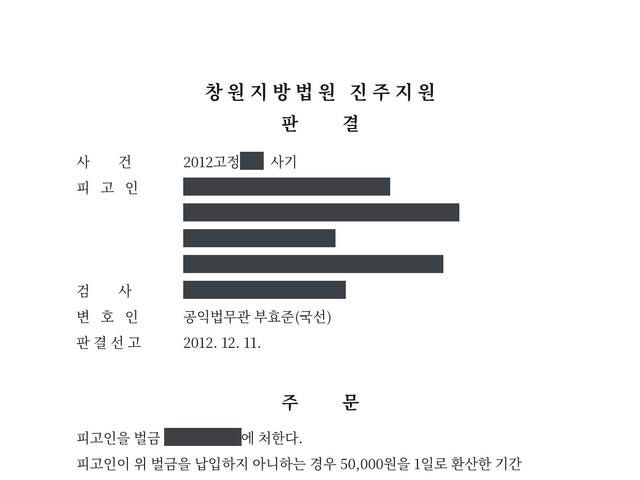 창원지방법원 진주지원
판 결
사 건 2012고정 사기
피 고 인
검 사
변 호 인 공익법무관 부효준(국선)
판결선고 2012. 12. 11.
주 문
피고인을 벌금 에 처한다.
피고인이 위 벌금을 납입하지 아니하는 경우 50,000원을 1일로 환산한 기간